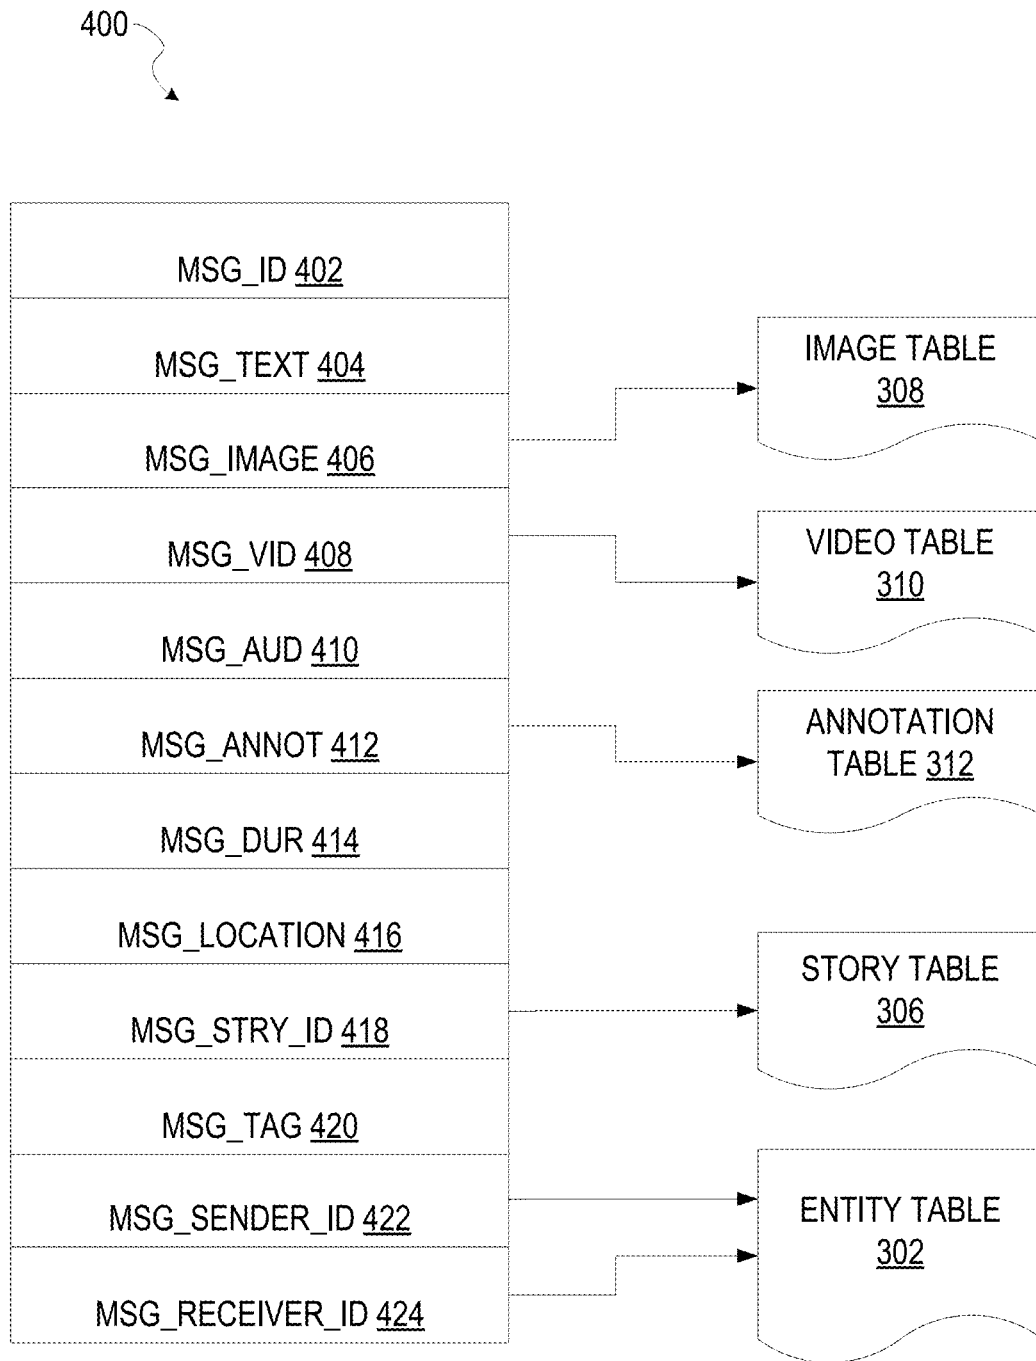 400
MSG_ID 402
MSG_TEXT 404
MSG_IMAGE 406
MSG_VID 408
MSG_AUD 410
MSG_ANNOT 412
MSG_DUR 414
MSG_LOCATION 416
MSG_STRY_ID 418
MSG_TAG 420
MSG_SENDER_ID 422
MSG_RECEIVER_ID 424
IMAGE TABLE
308
VIDEO TABLE
310
ANNOTATION
TABLE 312
STORY TABLE
306
ENTITY TABLE
302